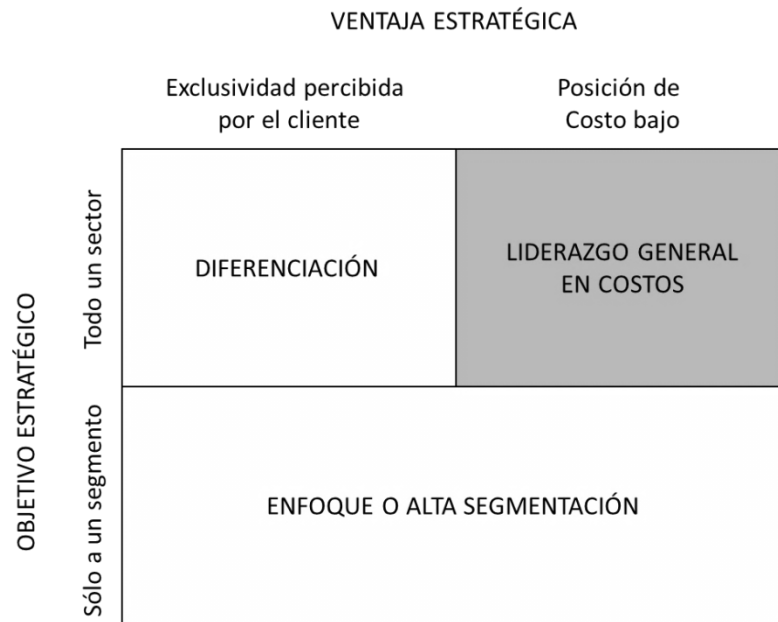 VENTAJA ESTRATÉGICA
Exclusividad percibida
por el cliente
Posición de
Costo bajo
OBJETIVO ESTRATÉGICO
Todo un sector
DIFERENCIACIÓN
LIDERAZGO GENERAL
EN COSTOS
Sólo a un segmento
ENFOQUE O ALTA SEGMENTACIÓN